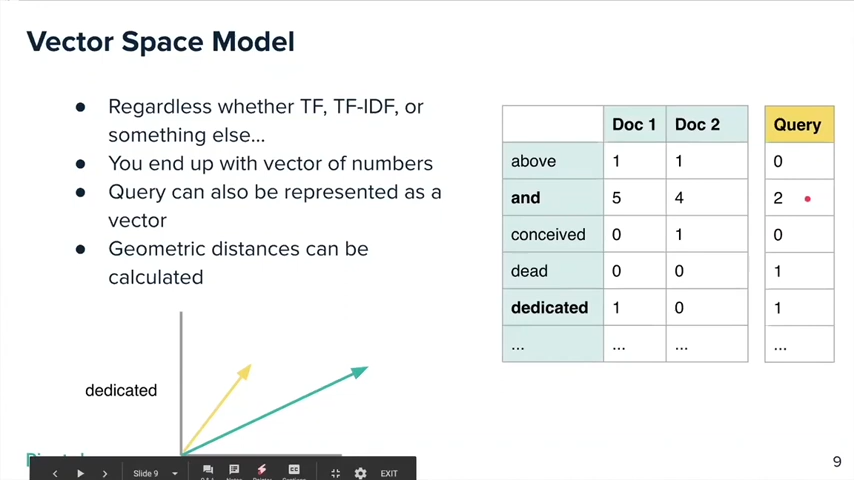 Vector Space Model
● Regardless whether TF, TF-IDF, or
something else...
● You end up with vector of numbers
● Query can also be represented as a
vector
● Geometric distances can be
calculated
Doc 1 Doc 2 Query
above 1 1 0
and 5 4 2
conceived 0 1 0
dead 0 0 1
dedicated 1 0 1
... ... ... ...
dedicated
Slide 9
EXIT
9